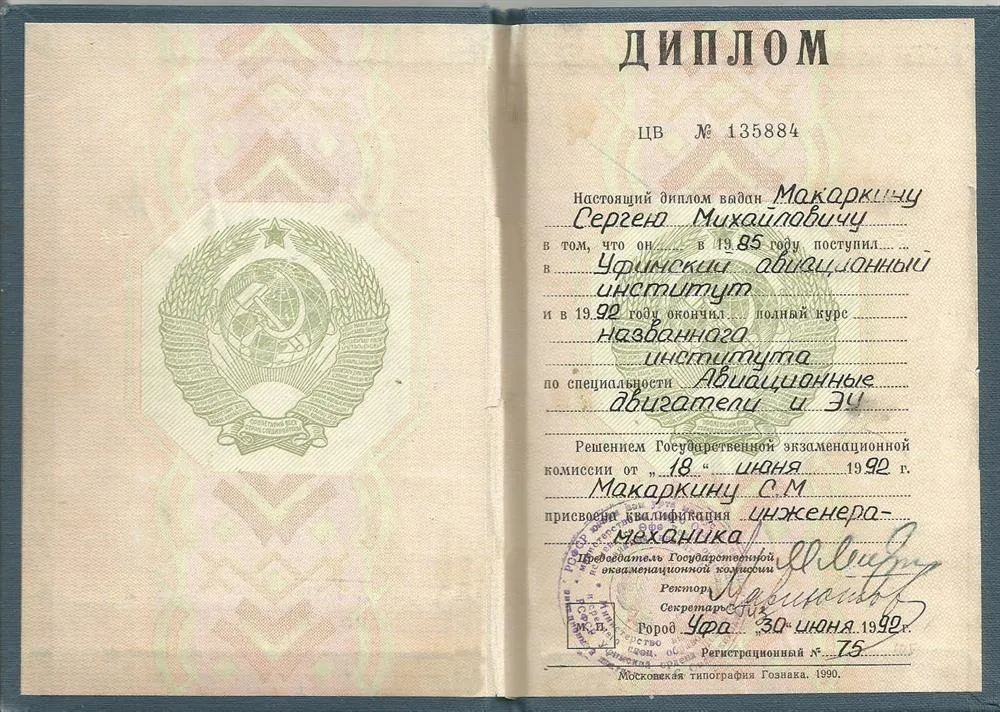 ДИПЛОМ
ЦВ № 135884
Настоящий диплом выдан Макаркину
Сергею Михайловичу
в том, что он в 1985 году поступил
в Уфимский авиационный
институт
и в 1992 году окончил полный курс
названного
института
по специальности Авиационные
двигатели и ЭУ
Решением Государственной экзаменационной
комиссии от „18“ июня 1992 г.
Макаркину С.М
присвоена квалификация инженера-
механика
Председатель Государственной
экзаменационной комиссии
Ректор
Секретарь
М. П. Город Уфа „30“ июня 1992г.
Регистрационный № 75
Московская типография Гознака. 1990.